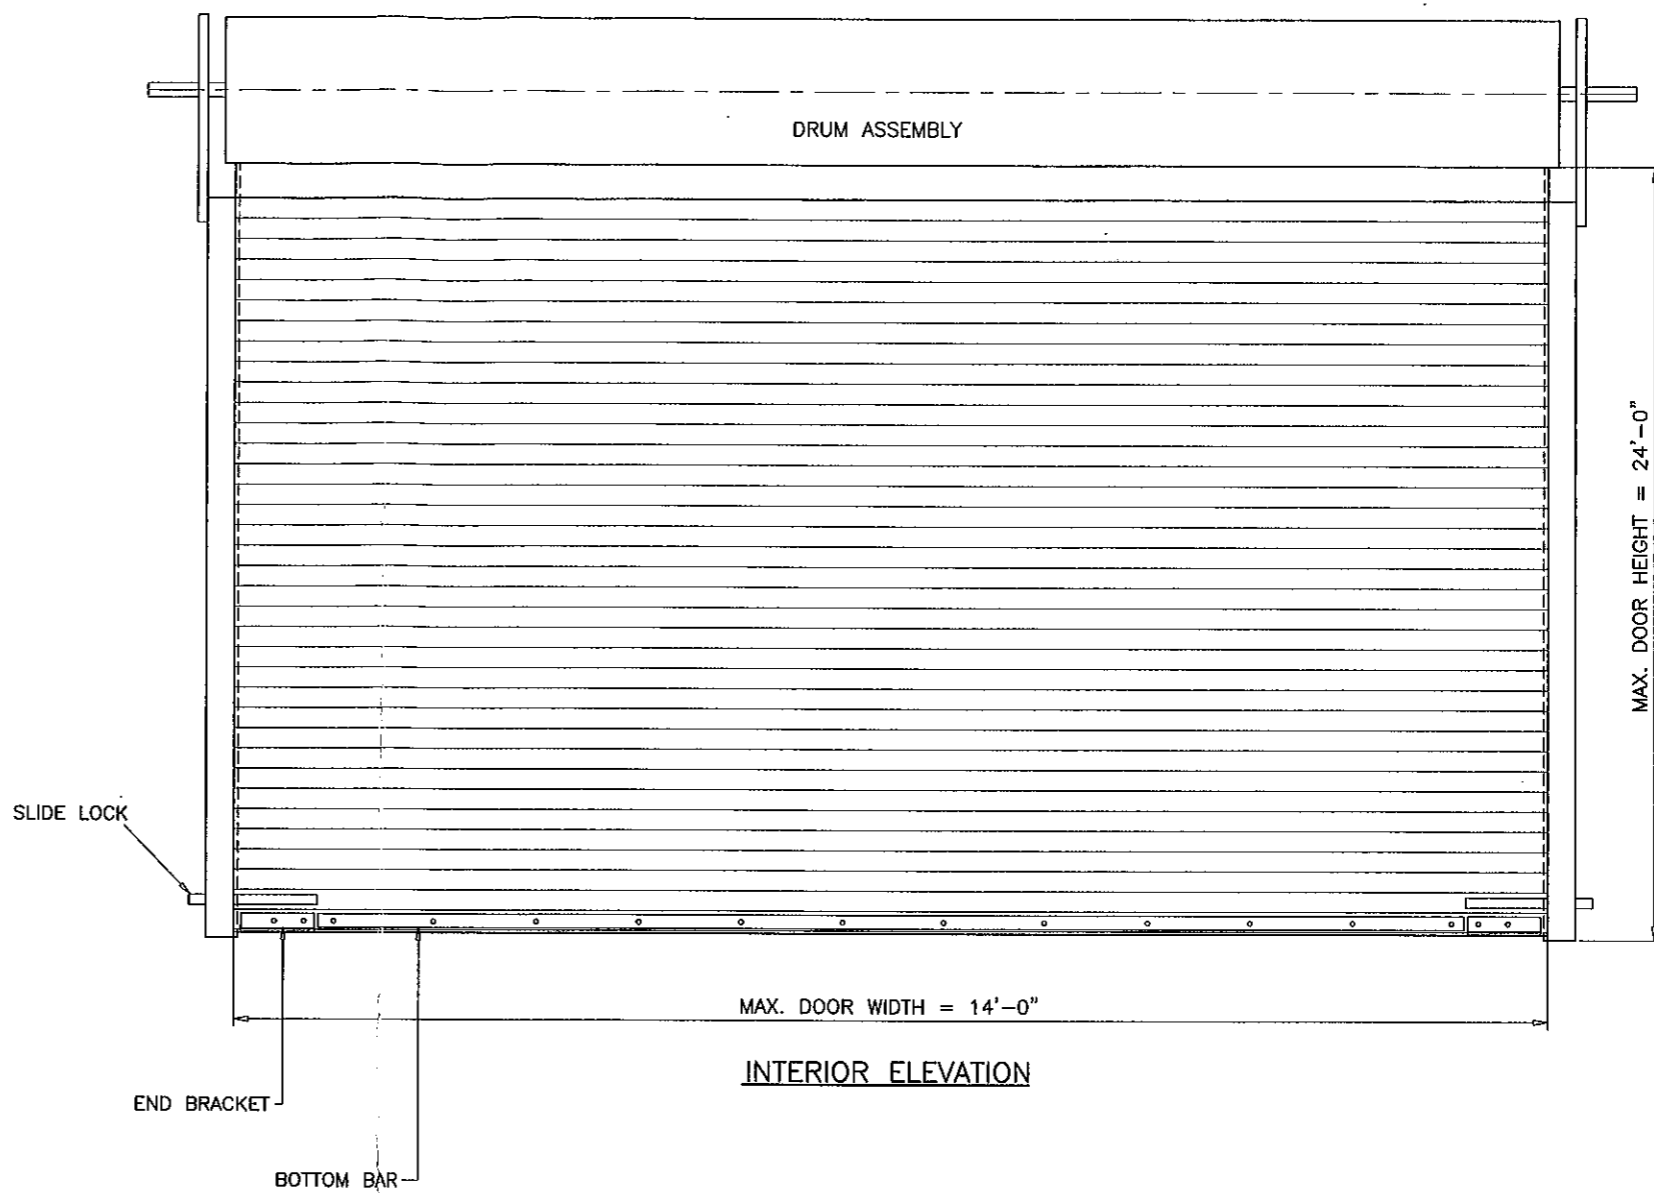 DRUM ASSEMBLY
MAX. DOOR HEIGHT = 24'-0"
SLIDE LOCK
MAX. DOOR WIDTH = 14'-0"
INTERIOR ELEVATION
END BRACKET
BOTTOM BAR